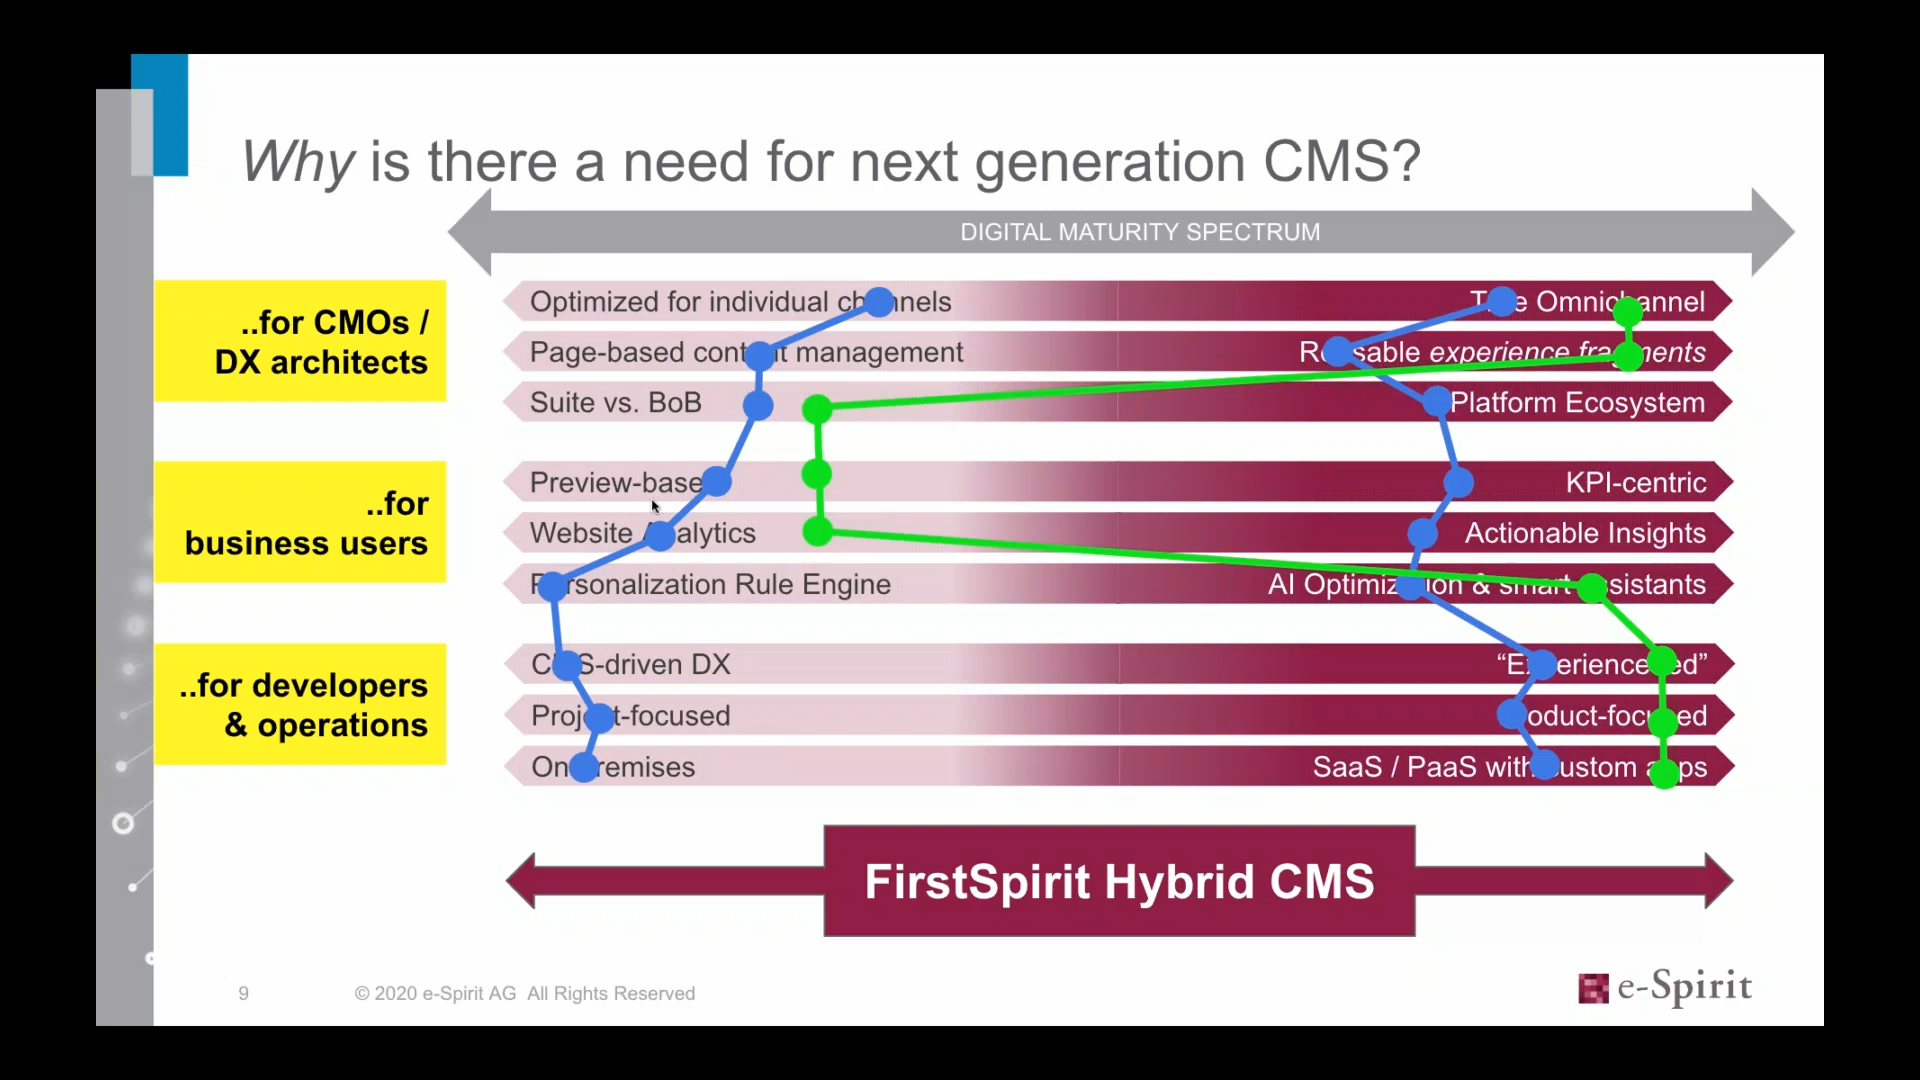 Why is there a need for next generation CMS?
DIGITAL MATURITY SPECTRUM
..for CMOs /
DX architects
Optimized for individual channels
True Omnichannel
Page-based content management
Reusable experience fragments
Suite vs. BoB
Platform Ecosystem
..for
business users
Preview-based
KPI-centric
Website Analytics
Actionable Insights
Personalization Rule Engine
AI Optimization & smart assistants
..for developers
& operations
CMS-driven DX
Project-focused
Product-focused
On
remises
SaaS / PaaS with custom apps
FirstSpirit Hybrid CMS
9
© 2020 e-Spirit AG All Rights Reserved
e-Spirit